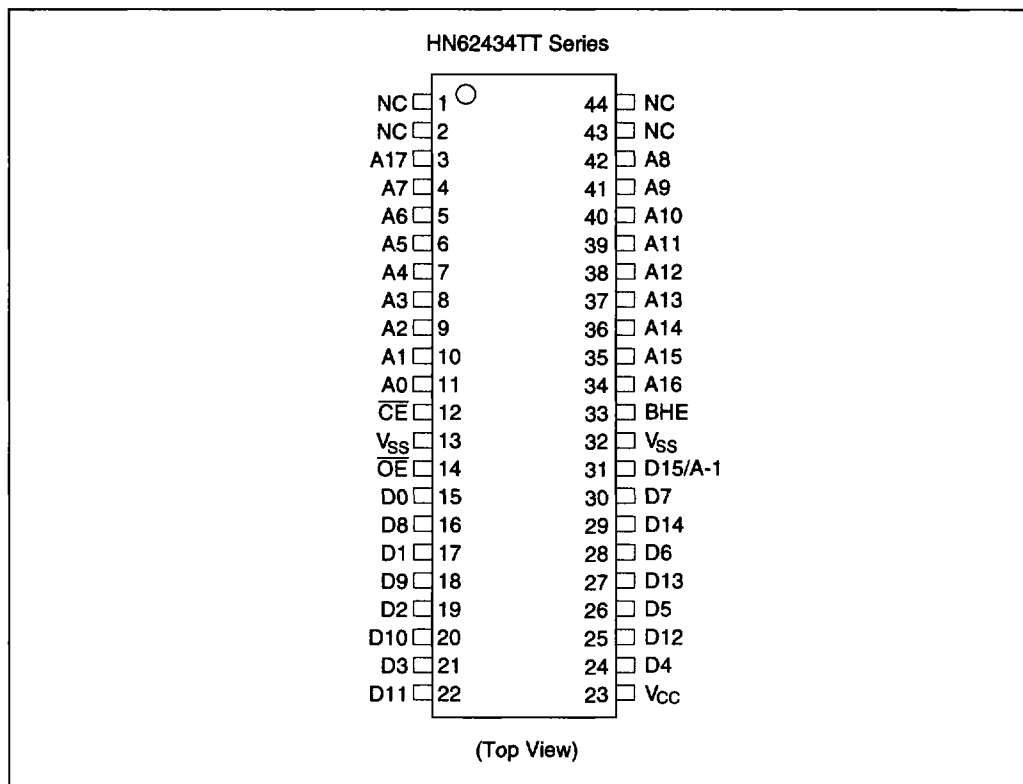 HN62434TT Series
NC 1 44 NC
NC 2 43 NC
A17 3 42 A8
A7 4 41 A9
A6 5 40 A10
A5 6 39 A11
A4 7 38 A12
A3 8 37 A13
A2 9 36 A14
A1 10 35 A15
A0 11 34 A16
C̅E̅ 12 33 BHE
VSS 13 32 VSS
O̅E̅ 14 31 D15/A-1
D0 15 30 D7
D8 16 29 D14
D1 17 28 D6
D9 18 27 D13
D2 19 26 D5
D10 20 25 D12
D3 21 24 D4
D11 22 23 VCC
(Top View)